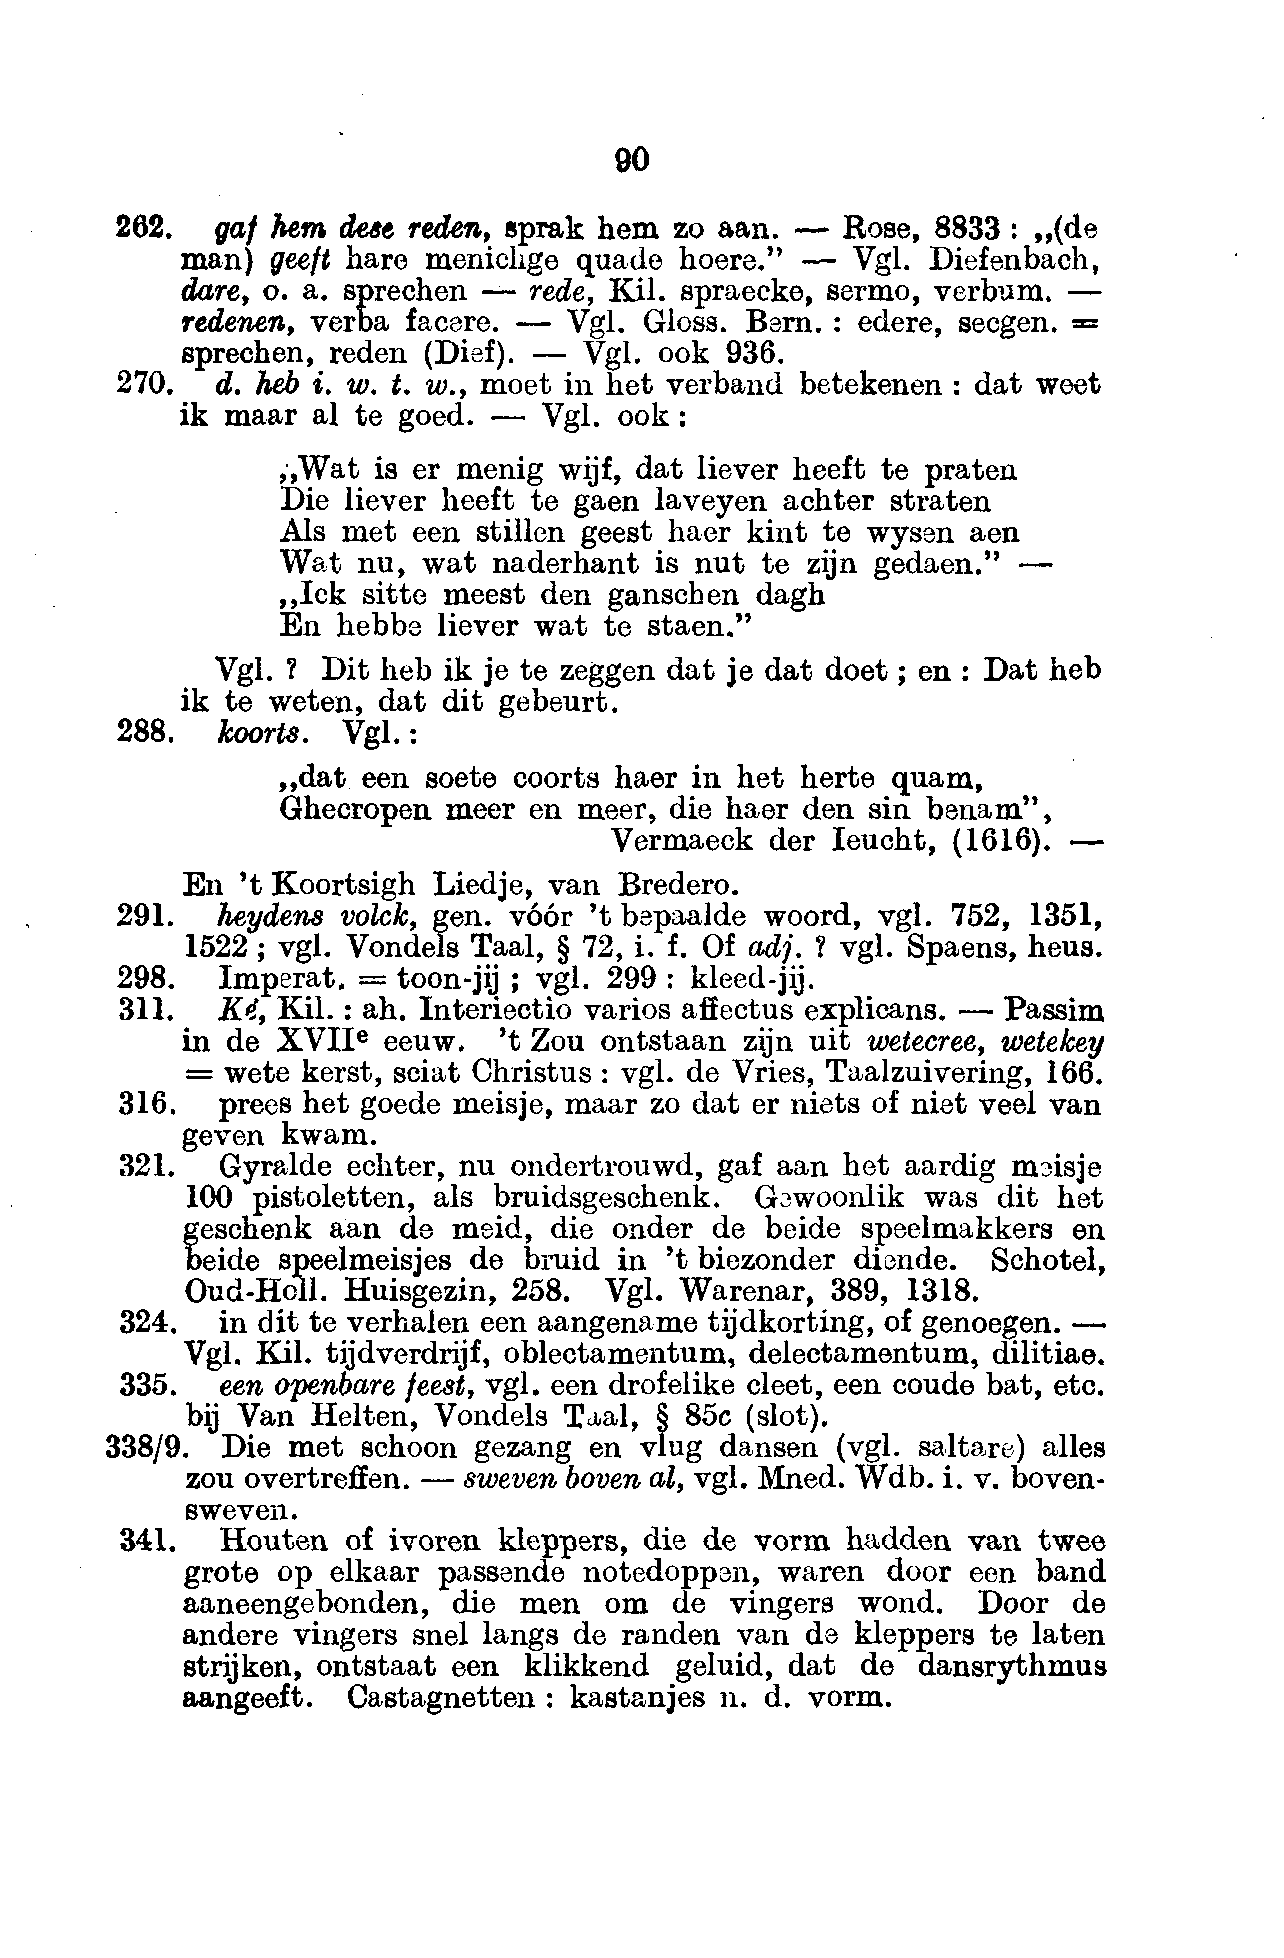 90
262. gaf hem dese reden, sprak hem zo aan. — Rose, 8833 : „(de
man) geeft hare menichge quade hoere.” — Vgl. Diefenbach,
dare, o. a. sprechen — rede, Kil. spraecke, sermo, verbum. —
redenen, verba facere. — Vgl. Gloss. Bern. : edere, secgen. =
sprechen, reden (Dief). — Vgl. ook 936.
270. d. heb i. w. t. w., moet in het verband betekenen : dat weet
ik maar al te goed. — Vgl. ook :
„Wat is er menig wijf, dat liever heeft te praten
Die liever heeft te gaen laveyen achter straten
Als met een stillen geest haer kint te wysen aen
Wat nu, wat naderhant is nut te zijn gedaen.” —
„Ick sitte meest den ganschen dagh
En hebbe liever wat te staen.”
Vgl. ? Dit heb ik je te zeggen dat je dat doet ; en : Dat heb
ik te weten, dat dit gebeurt.
288. koorts. Vgl. :
„dat een soete coorts haer in het herte quam,
Ghecropen meer en meer, die haer den sin benam”,
Vermaeck der Ieucht, (1616). —
En 't Koortsigh Liedje, van Bredero.
291. heydens volck, gen. vóór 't bepaalde woord, vgl. 752, 1351,
1522 ; vgl. Vondels Taal, § 72, i. f. Of adj. ? vgl. Spaens, heus.
298. Imperat. = toon-jij ; vgl. 299 : kleed-jij.
311. Ké, Kil. : ah. Interiectio varios affectus explicans. — Passim
in de XVIIe eeuw. 't Zou ontstaan zijn uit wetecree, wetekey
= wete kerst, sciat Christus : vgl. de Vries, Taalzuivering, 166.
316. prees het goede meisje, maar zo dat er niets of niet veel van
geven kwam.
321. Gyralde echter, nu ondertrouwd, gaf aan het aardig meisje
100 pistoletten, als bruidsgeschenk. Gewoonlik was dit het
geschenk aan de meid, die onder de beide speelmakkers en
beide speelmeisjes de bruid in 't biezonder diende. Schotel,
Oud-Holl. Huisgezin, 258. Vgl. Warenar, 389, 1318.
324. in dit te verhalen een aangename tijdkorting, of genoegen. —
Vgl. Kil. tijdverdrijf, oblectamentum, delectamentum, dilitiae.
335. een openbare feest, vgl. een drofelike cleet, een coude bat, etc.
bij Van Helten, Vondels Taal, § 85c (slot).
338/9. Die met schoon gezang en vlug dansen (vgl. saltare) alles
zou overtreffen. — sweven boven al, vgl. Mned. Wdb. i. v. boven-
sweven.
341. Houten of ivoren kleppers, die de vorm hadden van twee
grote op elkaar passende notedoppen, waren door een band
aaneengebonden, die men om de vingers wond. Door de
andere vingers snel langs de randen van de kleppers te laten
strijken, ontstaat een klikkend geluid, dat de dansrythmus
aangeeft. Castagnetten : kastanjes n. d. vorm.